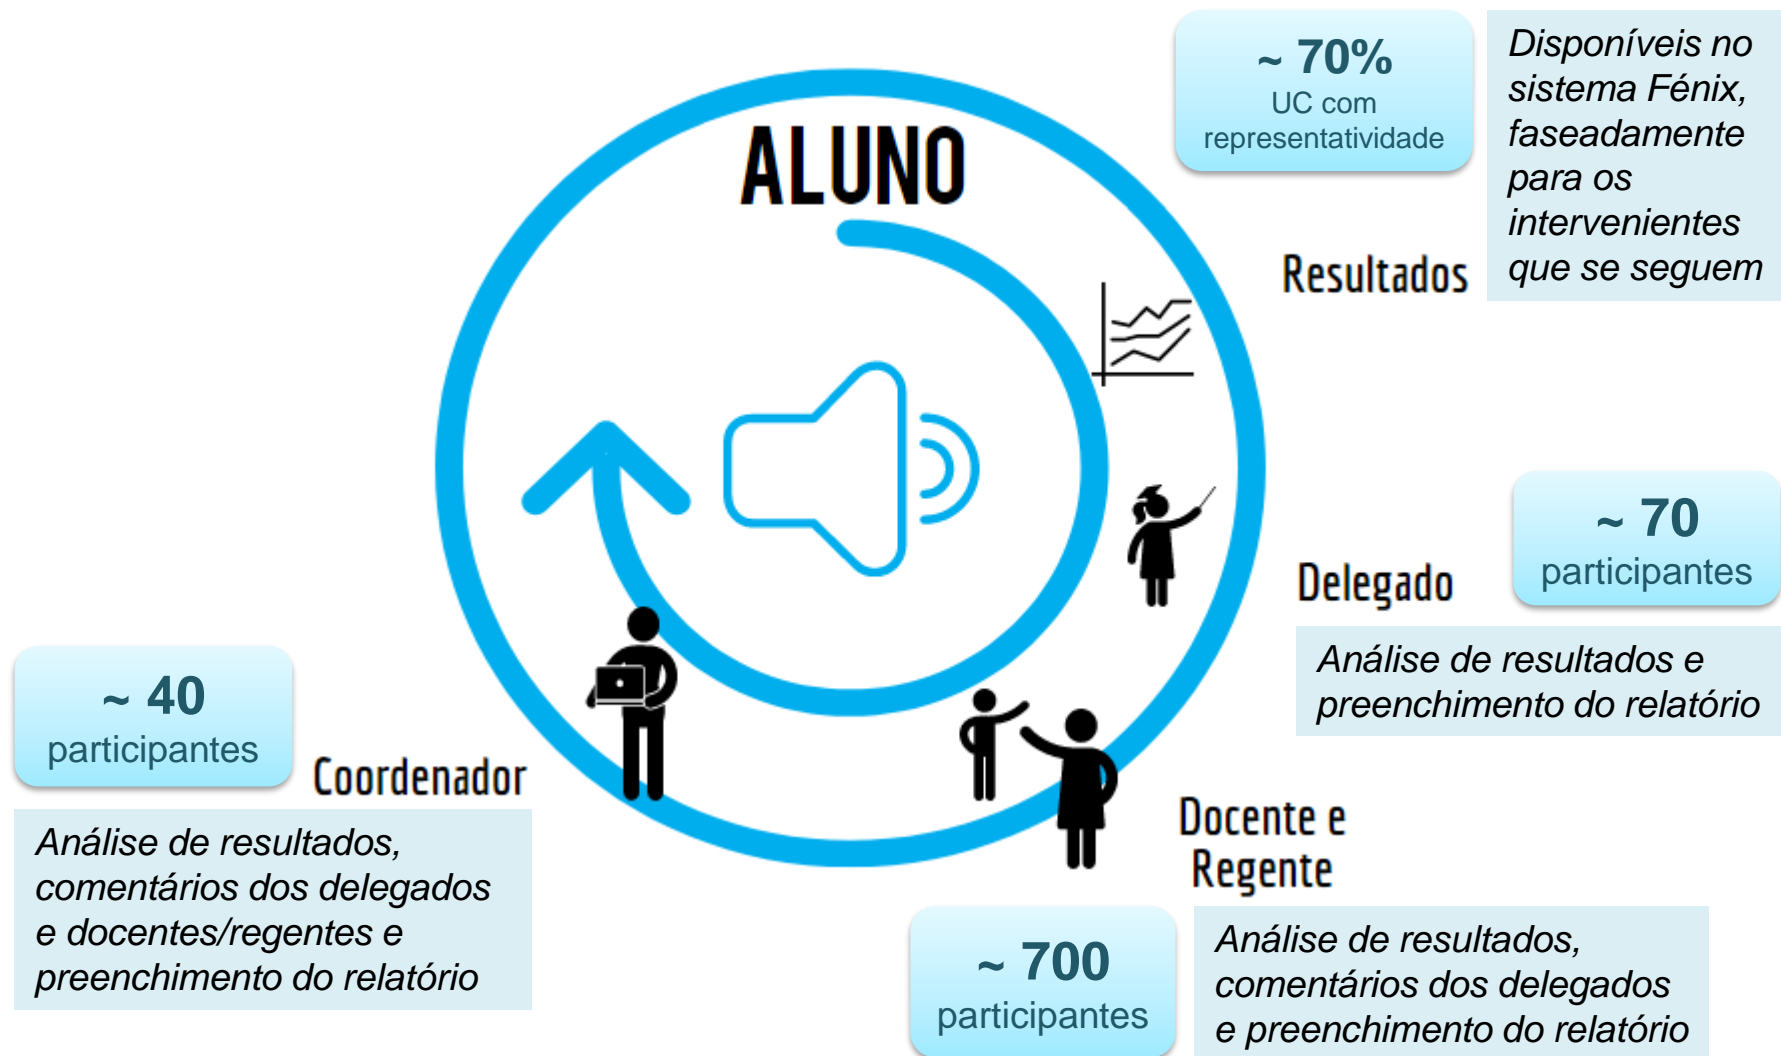 ALUNO
~ 70%
UC com
representatividade
Disponíveis no
sistema Fénix,
faseadamente
para os
intervenientes
que se seguem
Resultados
Delegado
~ 70
participantes
Análise de resultados e
preenchimento do relatório
Docente e
Regente
~ 700
participantes
Análise de resultados,
comentários dos delegados
e preenchimento do relatório
~ 40
participantes
Coordenador
Análise de resultados,
comentários dos delegados
e docentes/regentes e
preenchimento do relatório